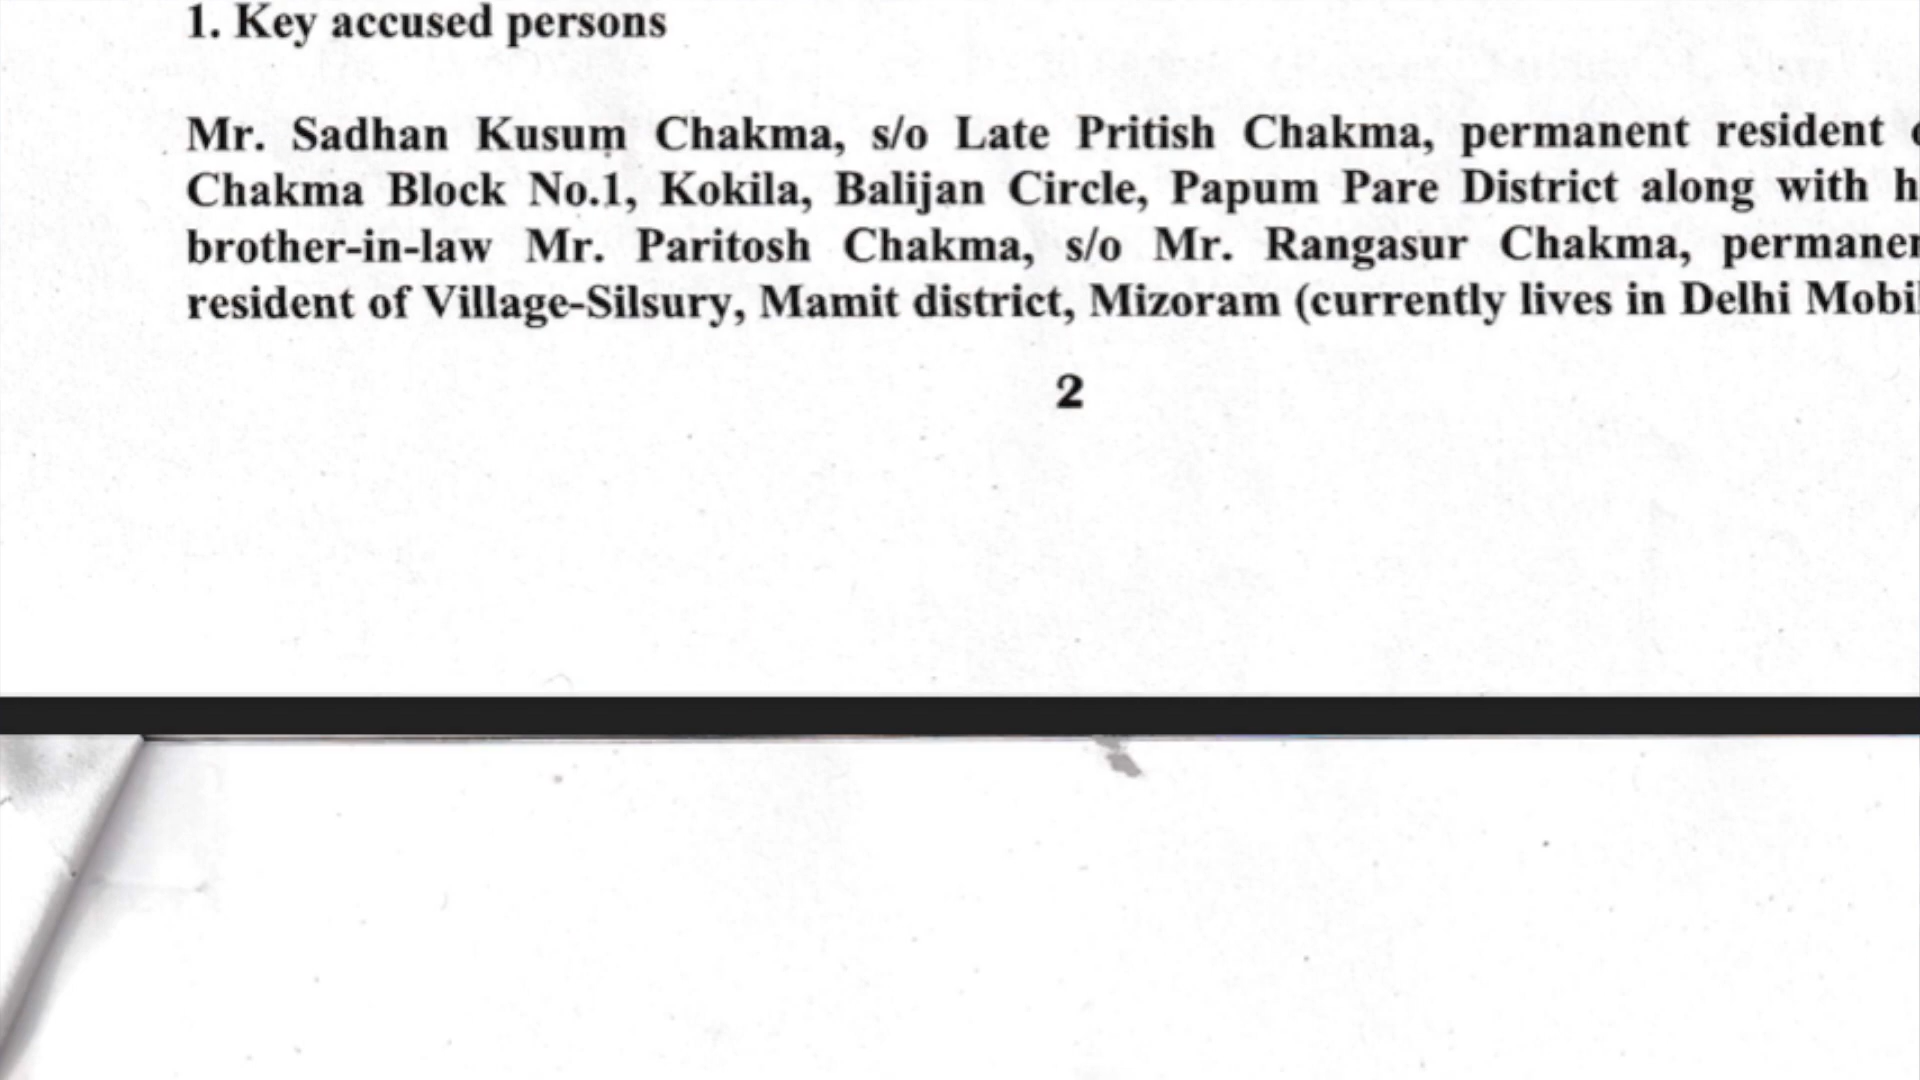 1. Key accused persons
Mr. Sadhan Kusum Chakma, s/o Late Pritish Chakma, permanent resident
Chakma Block No.1, Kokila, Balijan Circle, Papum Pare District along with h
brother-in-law Mr. Paritosh Chakma, s/o Mr. Rangasur Chakma, permanen
resident of Village-Silsury, Mamit district, Mizoram (currently lives in Delhi Mobil
2